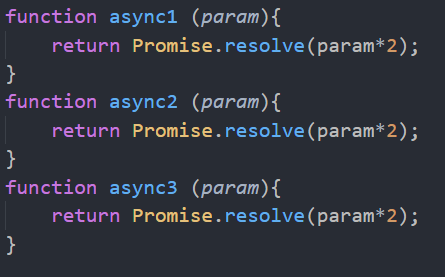 function async1 (param){
    return Promise.resolve(param*2);
}
function async2 (param){
    return Promise.resolve(param*2);
}
function async3 (param){
    return Promise.resolve(param*2);
}